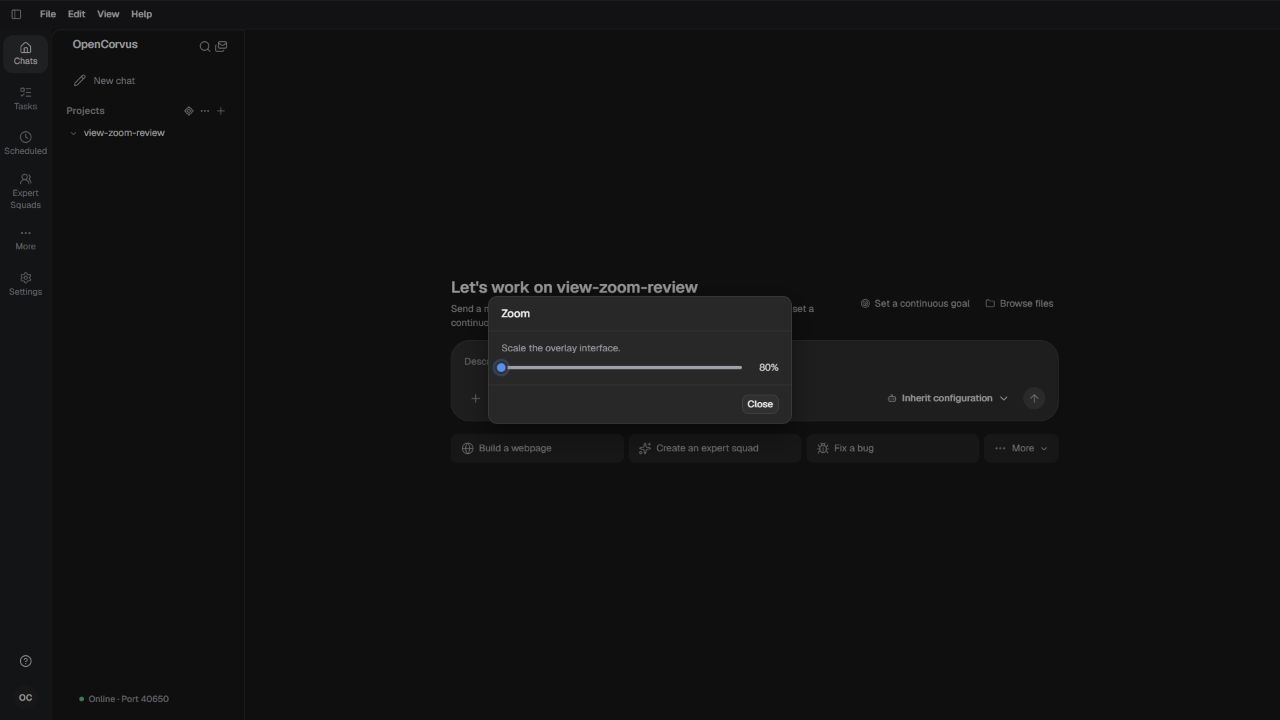 File Edit View Help
OpenCorvus
Chats
New chat
Tasks
Projects
view-zoom-review
Scheduled
Expert
Squads
More
Settings
Let's work on view-zoom-review
Send a m
set a
continuo
Set a continuous goal
Browse files
Zoom
Scale the overlay interface.
80%
Close
Descr
Inherit configuration
Build a webpage
Create an expert squad
Fix a bug
More
OC
Online · Port 40650